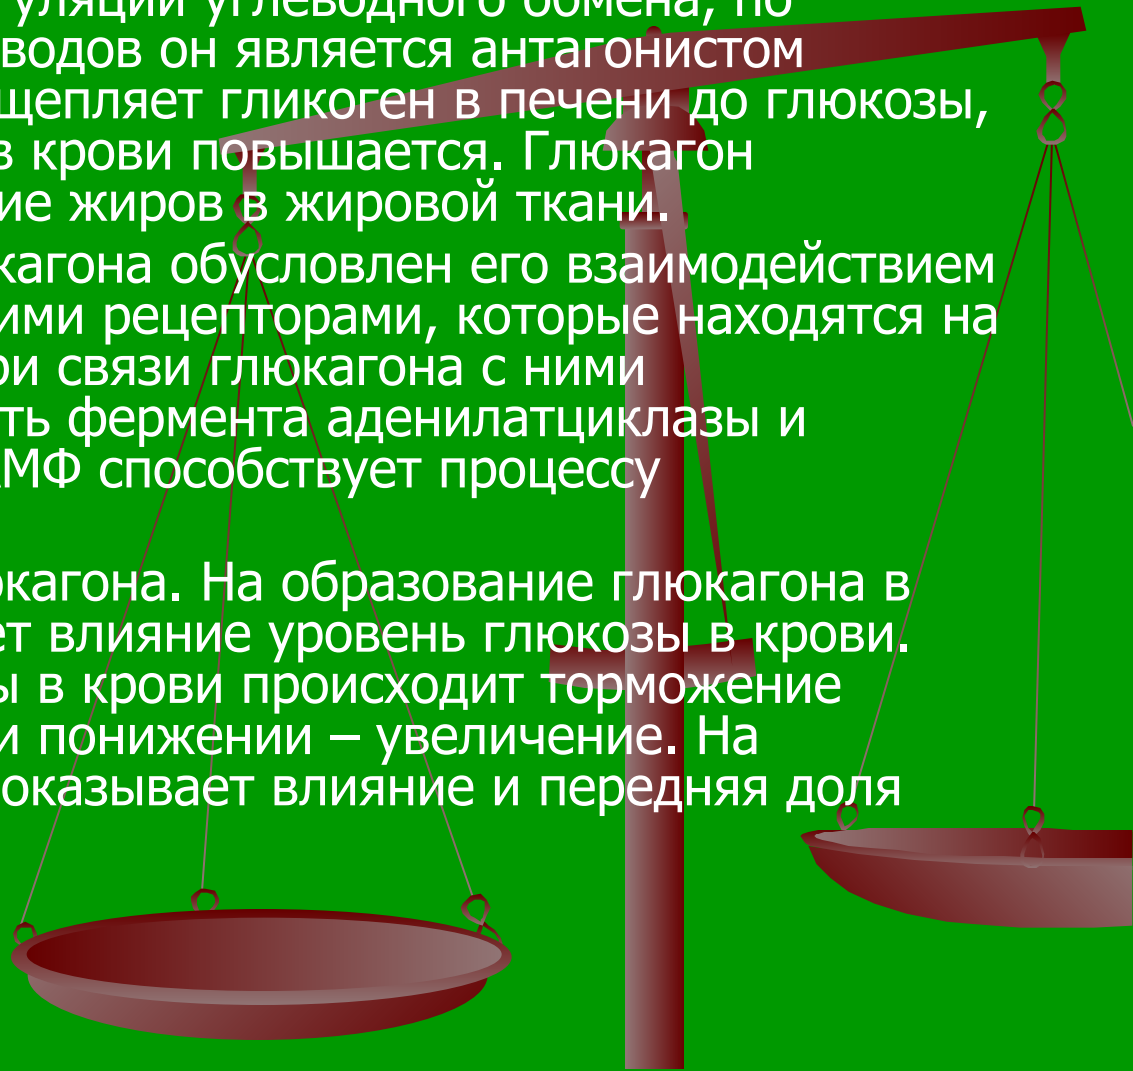 уляции углеводного обмена, по
водов он является антагонистом
щепляет гликоген в печени до глюкозы,
в крови повышается. Глюкагон
ие жиров в жировой ткани.
кагона обусловлен его взаимодействием
ими рецепторами, которые находятся на
ри связи глюкагона с ними
ть фермента аденилатциклазы и
МФ способствует процессу
юкагона. На образование глюкагона в
ет влияние уровень глюкозы в крови.
ы в крови происходит торможение
и понижении – увеличение. На
оказывает влияние и передняя доля